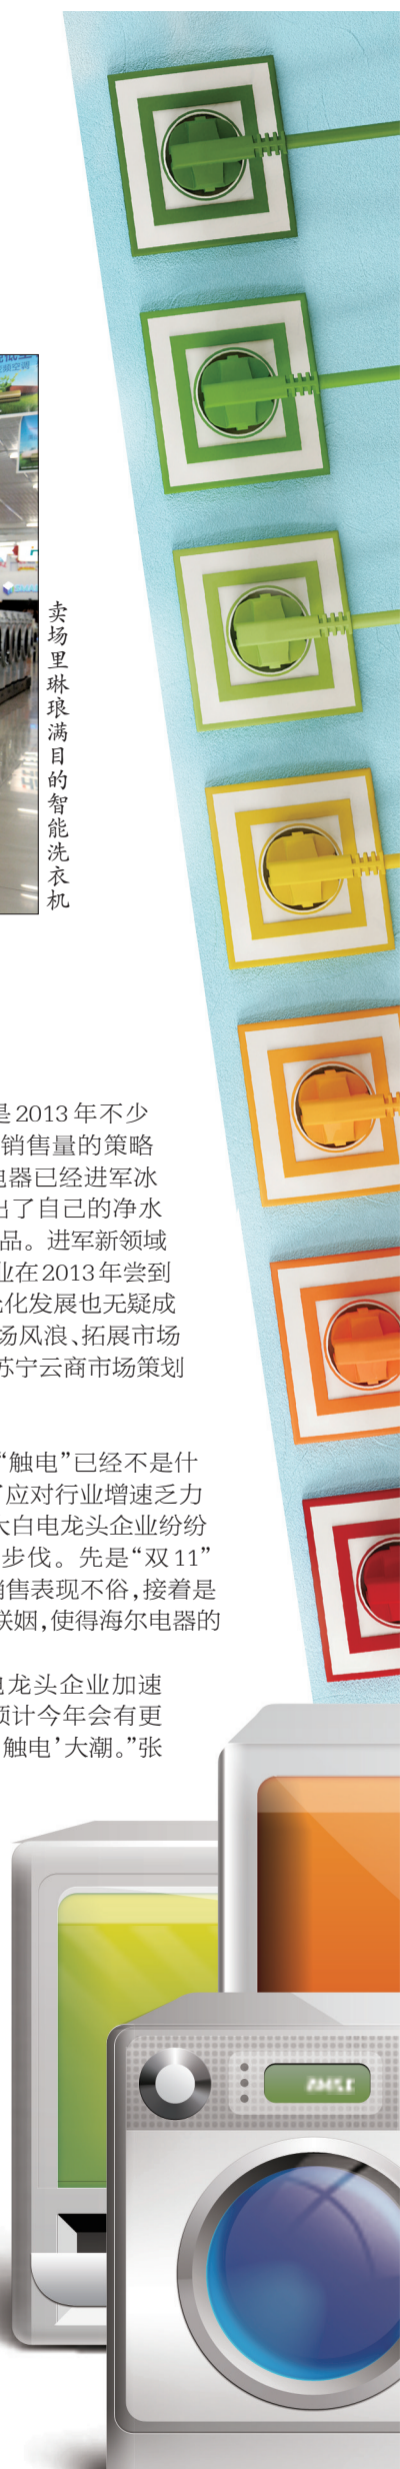 卖场里琳琅满目的智能洗衣机
是2013年不少
销售量的策略
电器已经进军冰
出了自己的净水
品。进军新领域
业在2013年尝到
化发展也无疑成
场风浪、拓展市场
苏宁云商市场策划
“触电”已经不是什
应对行业增速乏力
大白电龙头企业纷纷
步伐。先是“双11”
销售表现不俗，接着是
联姻，使得海尔电器的
电龙头企业加速
预计今年会有更
触电’大潮。”张